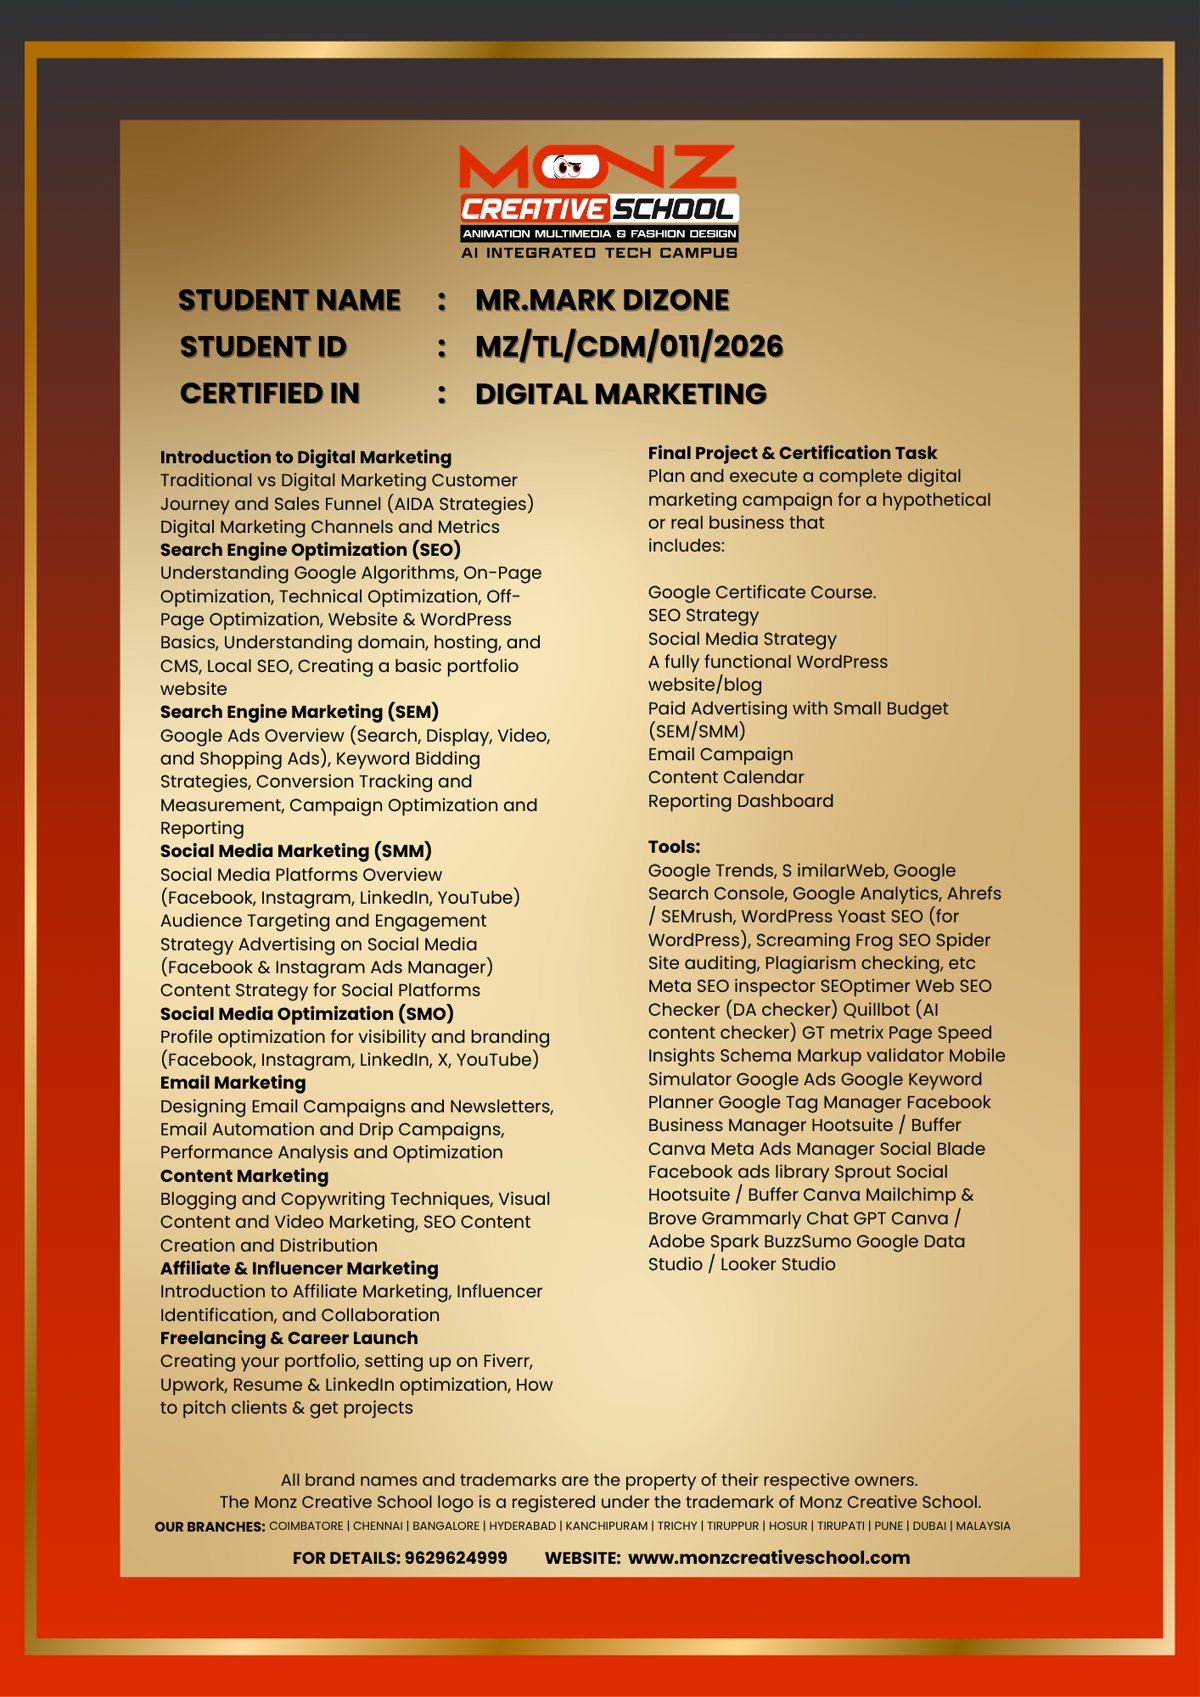 MONZ
CREATIVE SCHOOL
ANIMATION MULTIMEDIA & FASHION DESIGN
AI INTEGRATED TECH CAMPUS
STUDENT NAME : MR.MARK DIZONE
STUDENT ID : MZ/TL/CDM/011/2026
CERTIFIED IN : DIGITAL MARKETING
Introduction to Digital Marketing
Traditional vs Digital Marketing Customer
Journey and Sales Funnel (AIDA Strategies)
Digital Marketing Channels and Metrics
Search Engine Optimization (SEO)
Understanding Google Algorithms, On-Page
Optimization, Technical Optimization, Off-
Page Optimization, Website & WordPress
Basics, Understanding domain, hosting, and
CMS, Local SEO, Creating a basic portfolio
website
Search Engine Marketing (SEM)
Google Ads Overview (Search, Display, Video,
and Shopping Ads), Keyword Bidding
Strategies, Conversion Tracking and
Measurement, Campaign Optimization and
Reporting
Social Media Marketing (SMM)
Social Media Platforms Overview
(Facebook, Instagram, LinkedIn, YouTube)
Audience Targeting and Engagement
Strategy Advertising on Social Media
(Facebook & Instagram Ads Manager)
Content Strategy for Social Platforms
Social Media Optimization (SMO)
Profile optimization for visibility and branding
(Facebook, Instagram, LinkedIn, X, YouTube)
Email Marketing
Designing Email Campaigns and Newsletters,
Email Automation and Drip Campaigns,
Performance Analysis and Optimization
Content Marketing
Blogging and Copywriting Techniques, Visual
Content and Video Marketing, SEO Content
Creation and Distribution
Affiliate & Influencer Marketing
Introduction to Affiliate Marketing, Influencer
Identification, and Collaboration
Freelancing & Career Launch
Creating your portfolio, setting up on Fiverr,
Upwork, Resume & LinkedIn optimization, How
to pitch clients & get projects
Final Project & Certification Task
Plan and execute a complete digital
marketing campaign for a hypothetical
or real business that
includes:
Google Certificate Course.
SEO Strategy
Social Media Strategy
A fully functional WordPress
website/blog
Paid Advertising with Small Budget
(SEM/SMM)
Email Campaign
Content Calendar
Reporting Dashboard
Tools:
Google Trends, S imilarWeb, Google
Search Console, Google Analytics, Ahrefs
/ SEMrush, WordPress Yoast SEO (for
WordPress), Screaming Frog SEO Spider
Site auditing, Plagiarism checking, etc
Meta SEO inspector SEOptimer Web SEO
Checker (DA checker) Quillbot (AI
content checker) GT metrix Page Speed
Insights Schema Markup validator Mobile
Simulator Google Ads Google Keyword
Planner Google Tag Manager Facebook
Business Manager Hootsuite / Buffer
Canva Meta Ads Manager Social Blade
Facebook ads library Sprout Social
Hootsuite / Buffer Canva Mailchimp &
Brove Grammarly Chat GPT Canva /
Adobe Spark BuzzSumo Google Data
Studio / Looker Studio
All brand names and trademarks are the property of their respective owners.
The Monz Creative School logo is a registered under the trademark of Monz Creative School.
OUR BRANCHES: COIMBATORE | CHENNAI | BANGALORE | HYDERABAD | KANCHIPURAM | TRICHY | TIRUPPUR | HOSUR | TIRUPATI | PUNE | DUBAI | MALAYSIA
FOR DETAILS: 9629624999 WEBSITE: www.monzcreativeschool.com